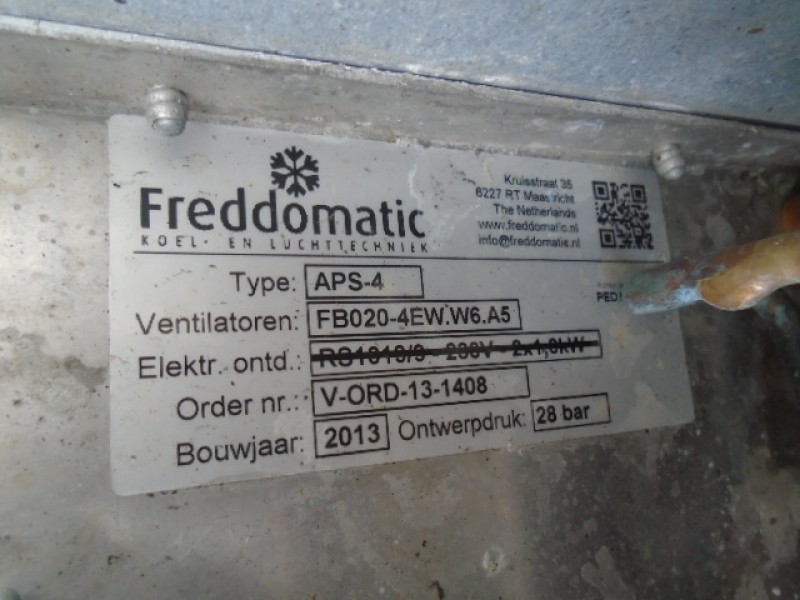 Freddomatic
KOEL- EN LUCHTTECHNIEK
Kruisstraat 35
6227 RT Maastricht
The Netherlands
www.freddomatic.nl
info@freddomatic.nl
Type: APS-4
PED
Ventilatoren: FB020-4EW.W6.A5
Elektr. ontd.:
Order nr.: V-ORD-13-1408
Bouwjaar: 2013 Ontwerpdruk: 28 bar